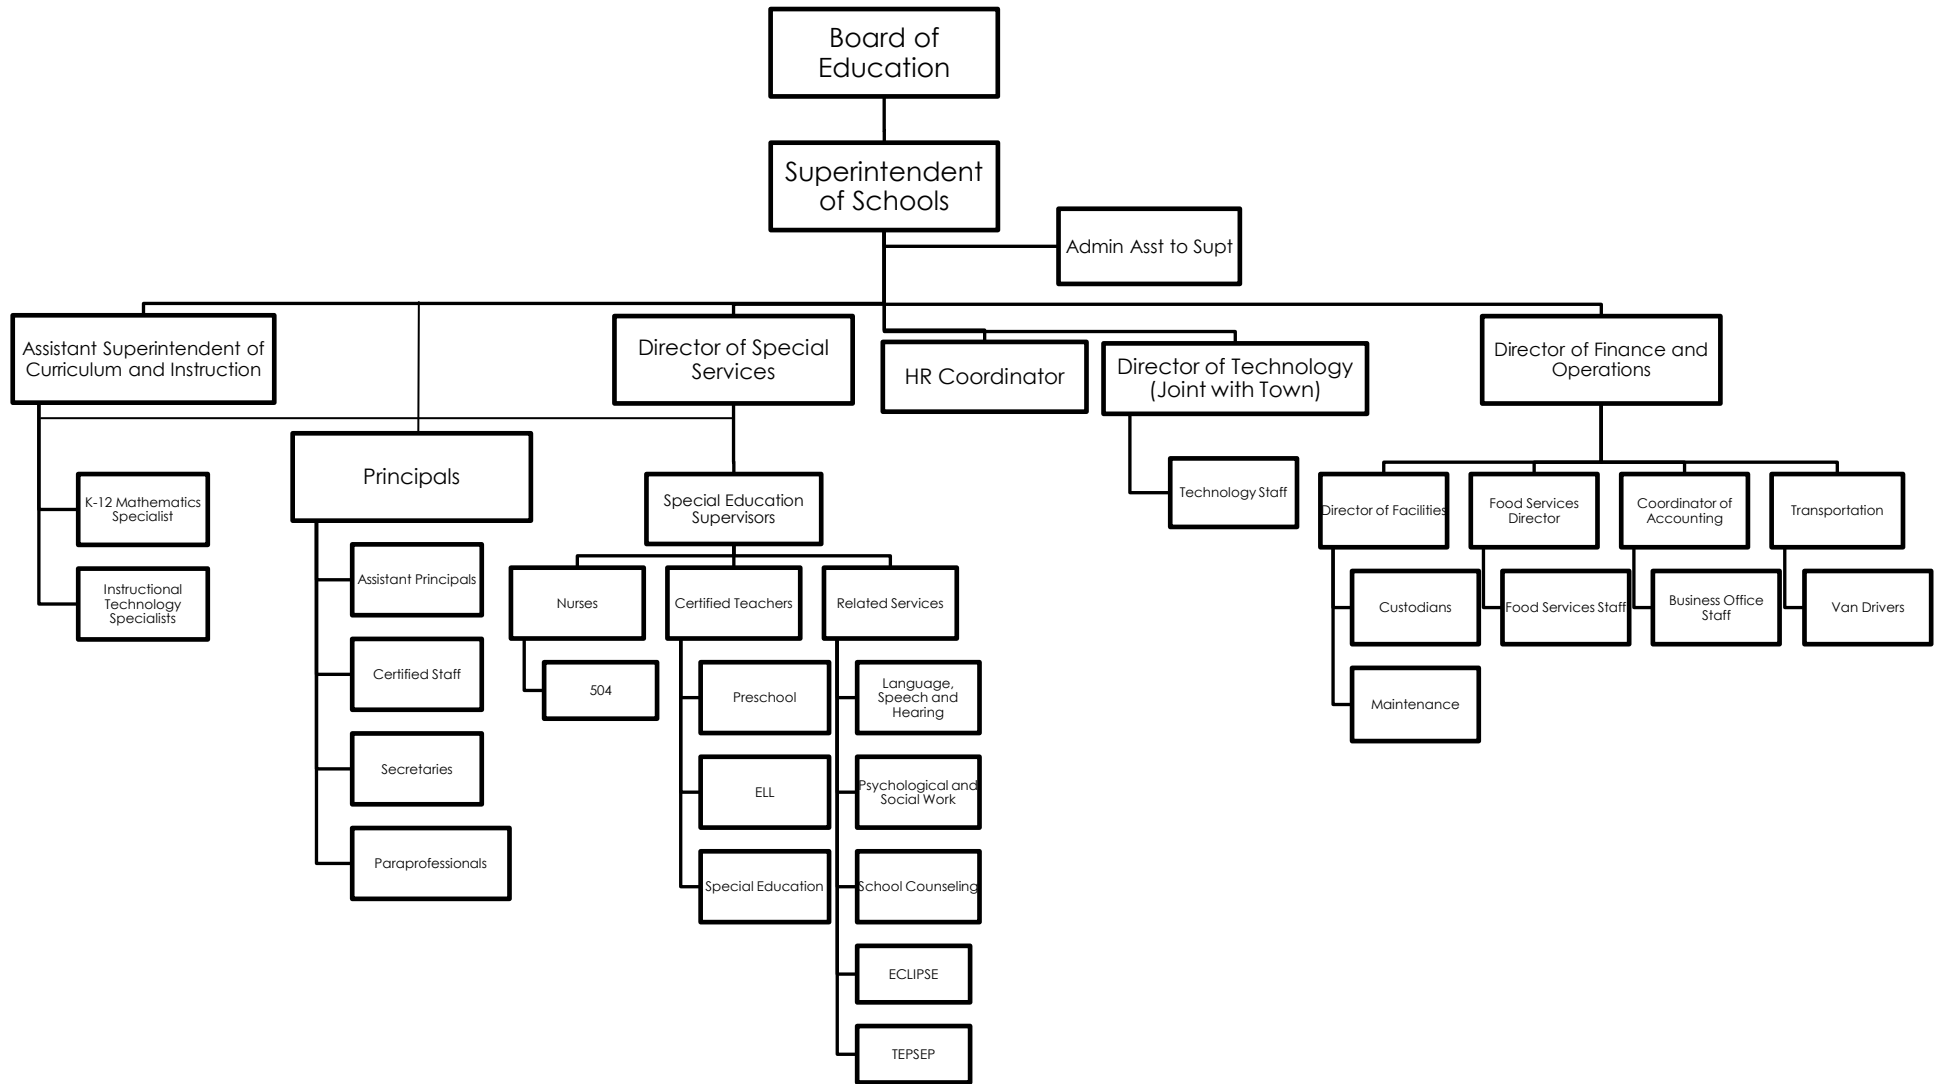 Board of
Education
Superintendent
of Schools
Admin Asst to Supt
Assistant Superintendent of
Curriculum and Instruction
Director of Special
Services
HR Coordinator
Director of Technology
(Joint with Town)
Director of Finance and
Operations
K-12 Mathematics
Specialist
Instructional
Technology
Specialists
Principals
Assistant Principals
Certified Staff
Secretaries
Paraprofessionals
Special Education
Supervisors
Nurses
504
Certified Teachers
Preschool
ELL
Special Education
Related Services
Language,
Speech and
Hearing
Psychological and
Social Work
School Counseling
ECLIPSE
TEPSEP
Technology Staff
Director of Facilities
Custodians
Maintenance
Food Services
Director
Food Services Staff
Coordinator of
Accounting
Business Office
Staff
Transportation
Van Drivers